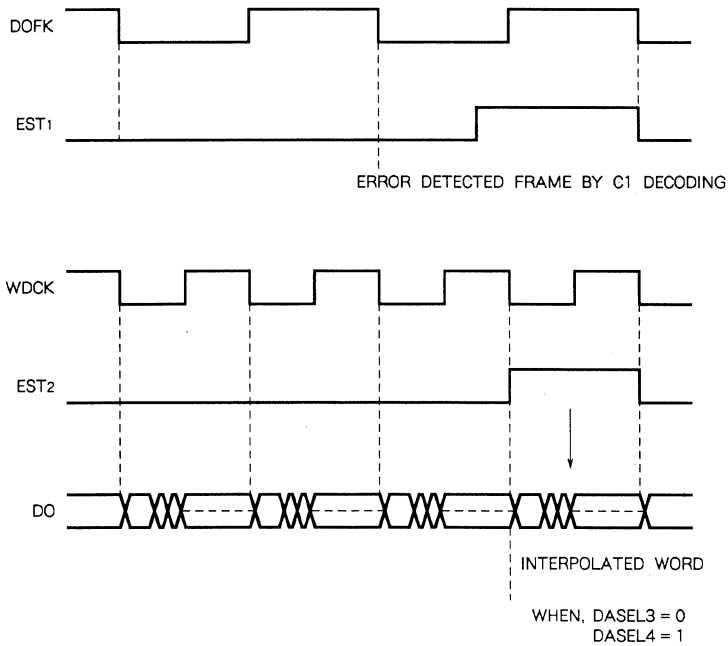 DOFK
EST1
ERROR DETECTED FRAME BY C1 DECODING
WDCK
EST2
DO
INTERPOLATED WORD
WHEN, DASEL3 = 0
DASEL4 = 1